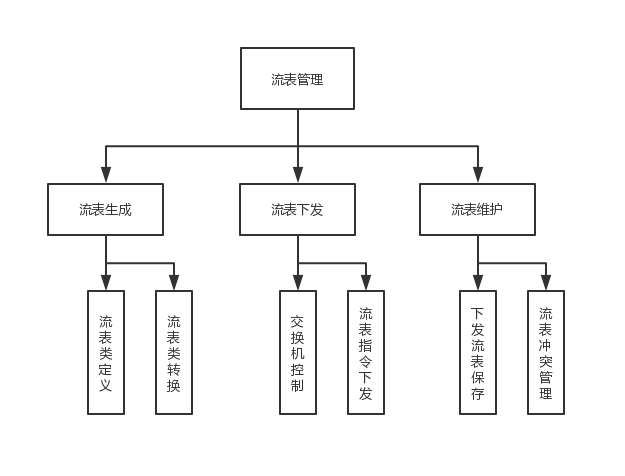 流表管理
流表生成
流表下发
流表维护
流表类定义
流表类转换
交换机控制
流表指令下发
下发流表保存
流表冲突管理